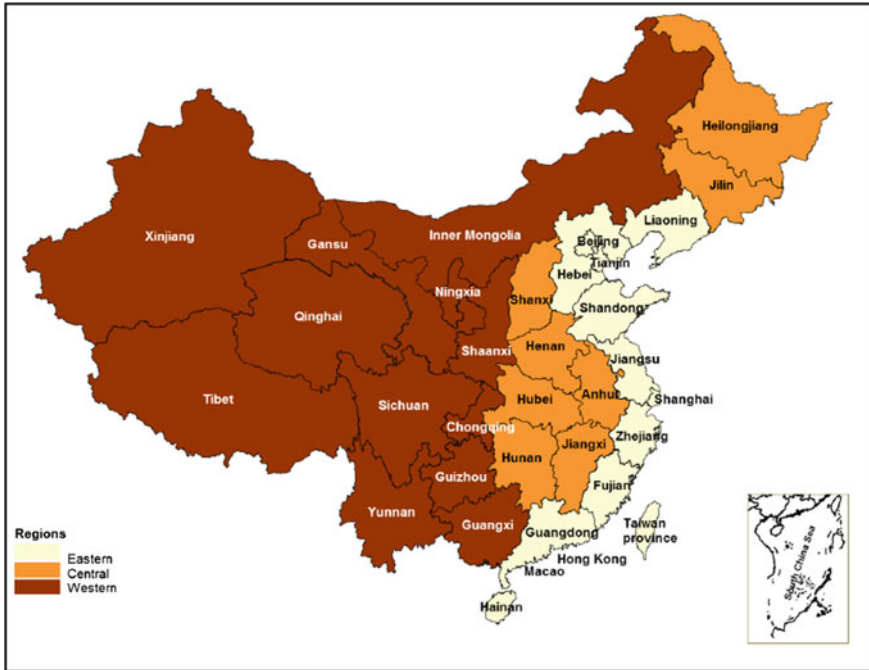 Heilongjiang
Jilin
Liaoning
Xinjiang
Gansu
Inner Mongolia
Beijing
Tianjin
Hebei
Ningxia
Shanxi
Shandong
Qinghai
Shaanxi
Henan
Jiangsu
Tibet
Sichuan
Hubei
Anhui
Shanghai
Chongqing
Zhejiang
Hunan
Jiangxi
Guizhou
Fujian
Yunnan
Guangxi
Guangdong
Taiwan
province
Hong Kong
Macao
Hainan
Regions
Eastern
Central
Western
South China Sea